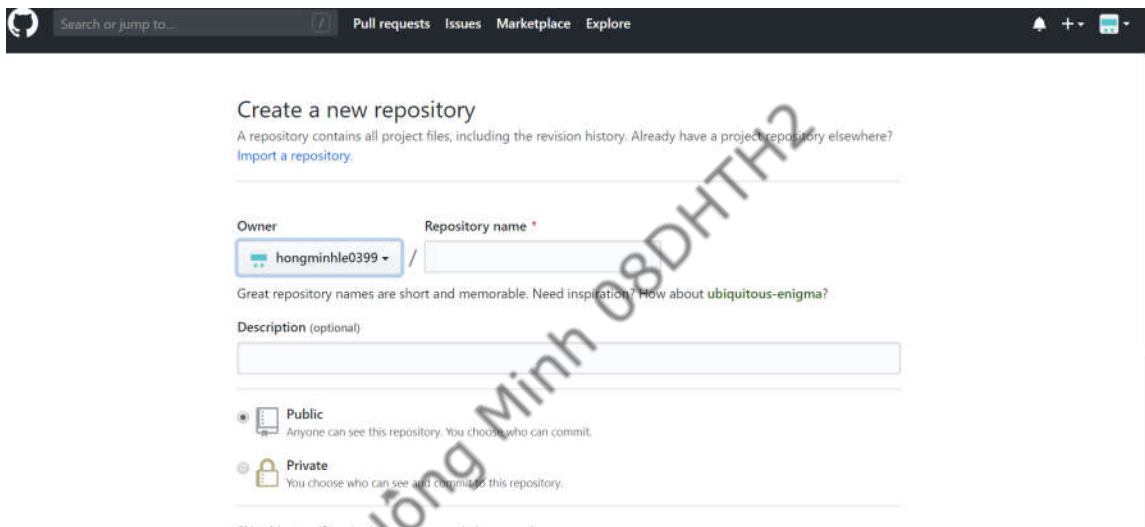 Search or jump to...
/
Pull requests Issues Marketplace Explore
Create a new repository
A repository contains all project files, including the revision history. Already have a project repository elsewhere?
Import a repository.
Owner Repository name *
hongminhle0399 /
Great repository names are short and memorable. Need inspiration? How about ubiquitous-enigma?
Description (optional)
Public
Anyone can see this repository. You choose who can commit.
Private
You choose who can see and commit to this repository.
Hồng Minh 08DHTH2